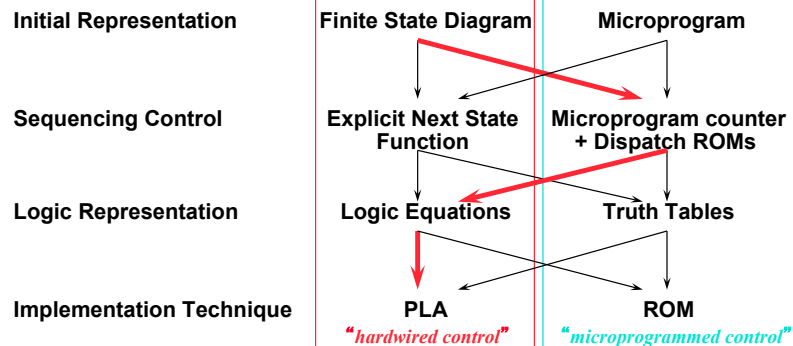 Initial Representation Finite State Diagram Microprogram
Sequencing Control Explicit Next State Function Microprogram counter + Dispatch ROMs
Logic Representation Logic Equations Truth Tables
Implementation Technique PLA ROM
“hardwired control” “microprogrammed control”